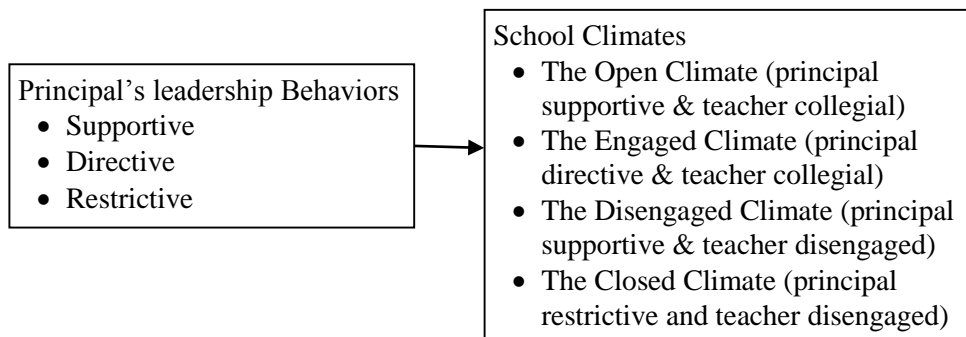 Principal’s leadership Behaviors
• Supportive
• Directive
• Restrictive
School Climates
• The Open Climate (principal
supportive & teacher collegial)
• The Engaged Climate (principal
directive & teacher collegial)
• The Disengaged Climate (principal
supportive & teacher disengaged)
• The Closed Climate (principal
restrictive and teacher disengaged)